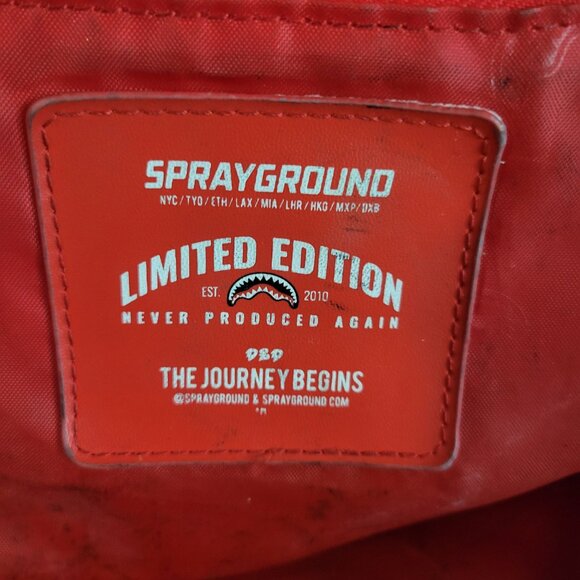 SPRAYGROUND
NYC/TYO/ETH/LAX/MIA/LHR/HKG/MXP/DXB
LIMITED EDITION
EST. 2010
NEVER PRODUCED AGAIN
DBD
THE JOURNEY BEGINS
@SPRAYGROUND & SPRAYGROUND.COM